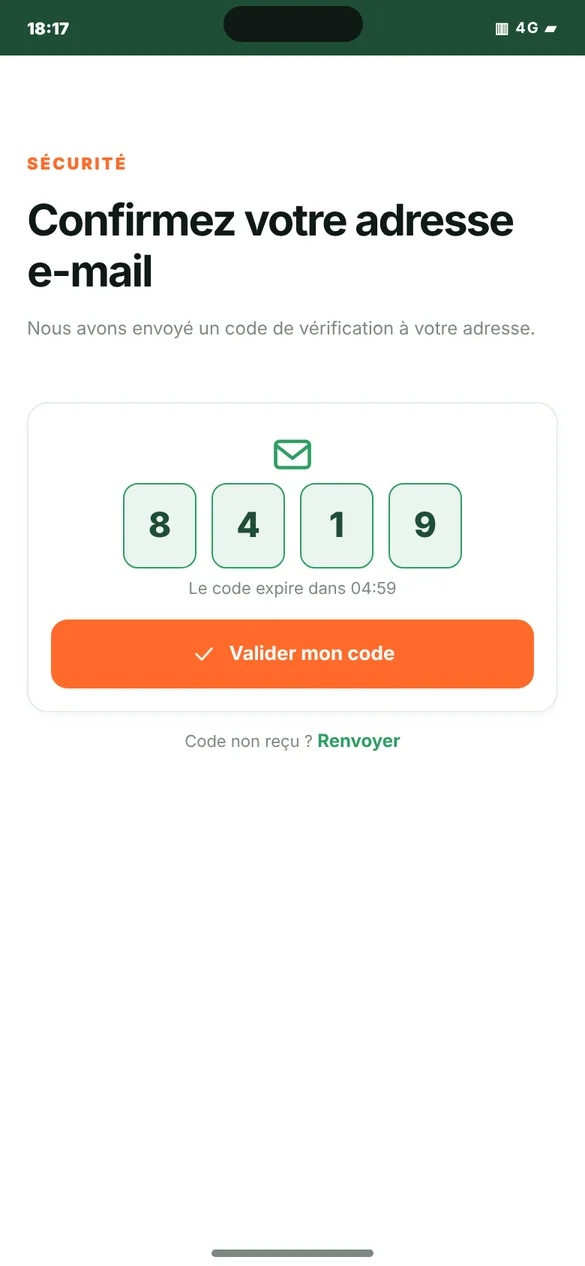 18:17
4G
SÉCURITÉ
Confirmez votre adresse
e-mail
Nous avons envoyé un code de vérification à votre adresse.
8 4 1 9
Le code expire dans 04:59
Valider mon code
Code non reçu ? Renvoyer